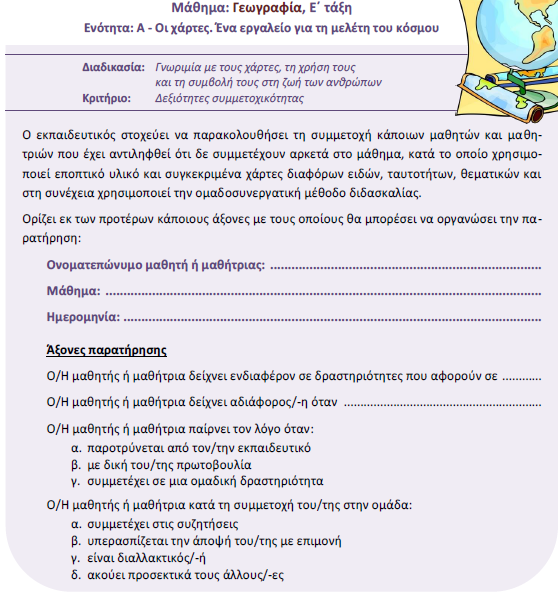 Μάθημα: Γεωγραφία, Ε΄ τάξη
Ενότητα: Α - Οι χάρτες. Ένα εργαλείο για τη μελέτη του κόσμου
Διαδικασία: Γνωριμία με τους χάρτες, τη χρήση τους
και τη συμβολή τους στη ζωή των ανθρώπων
Κριτήριο: Δεξιότητες συμμετοχικότητας
Ο εκπαιδευτικός στοχεύει να παρακολουθήσει τη συμμετοχή κάποιων μαθητών και μαθη-
τριών που έχει αντιληφθεί ότι δε συμμετέχουν αρκετά στο μάθημα, κατά το οποίο χρησιμο-
ποιεί εποπτικό υλικό και συγκεκριμένα χάρτες διαφόρων ειδών, ταυτοτήτων, θεματικών και
στη συνέχεια χρησιμοποιεί την ομαδοσυνεργατική μέθοδο διδασκαλίας.
Ορίζει εκ των προτέρων κάποιους άξονες με τους οποίους θα μπορέσει να οργανώσει την πα-
ρατήρηση:
Ονοματεπώνυμο μαθητή ή μαθήτριας: ................................................................
Μάθημα: ........................................................................................................
Ημερομηνία: ....................................................................................................
Άξονες παρατήρησης
Ο/Η μαθητής ή μαθήτρια δείχνει ενδιαφέρον σε δραστηριότητες που αφορούν σε ............
Ο/Η μαθητής ή μαθήτρια δείχνει αδιάφορος/-η όταν ................................................
Ο/Η μαθητής ή μαθήτρια παίρνει τον λόγο όταν:
α. παροτρύνεται από τον/την εκπαιδευτικό
β. με δική του/της πρωτοβουλία
γ. συμμετέχει σε μια ομαδική δραστηριότητα
Ο/Η μαθητής ή μαθήτρια κατά τη συμμετοχή του/της στην ομάδα:
α. συμμετέχει στις συζητήσεις
β. υπερασπίζεται την άποψή του/της με επιμονή
γ. είναι διαλλακτικός/-ή
δ. ακούει προσεκτικά τους άλλους/-ες